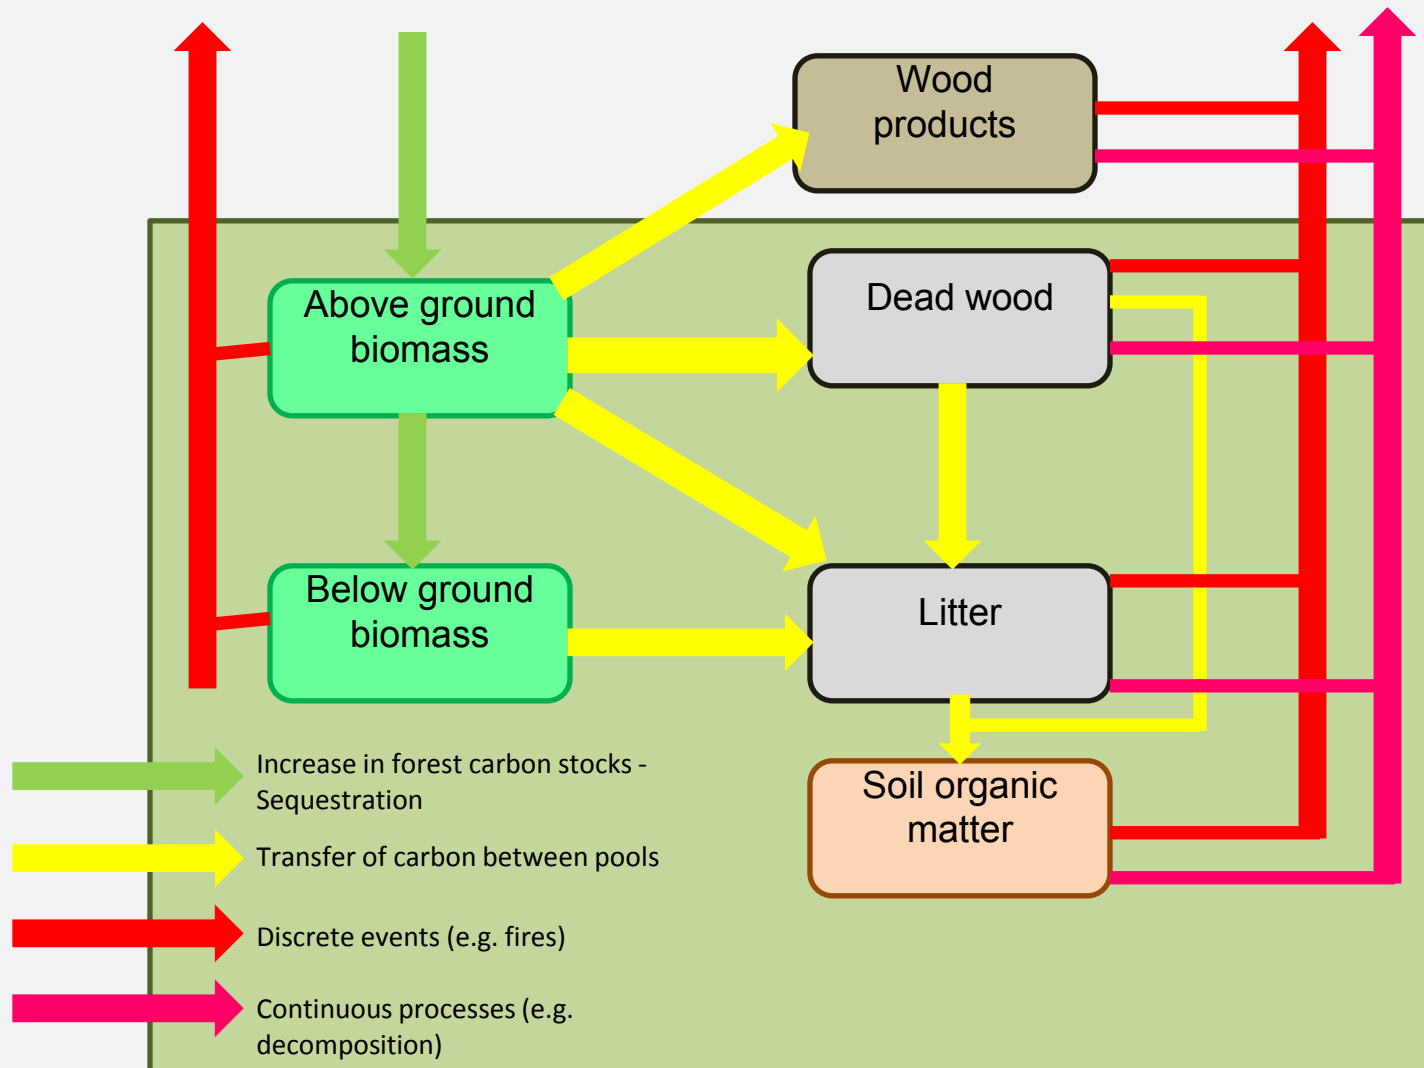 Wood
products
Above ground
biomass
Dead wood
Below ground
biomass
Litter
Soil organic
matter
Increase in forest carbon stocks -
Sequestration
Transfer of carbon between pools
Discrete events (e.g. fires)
Continuous processes (e.g.
decomposition)